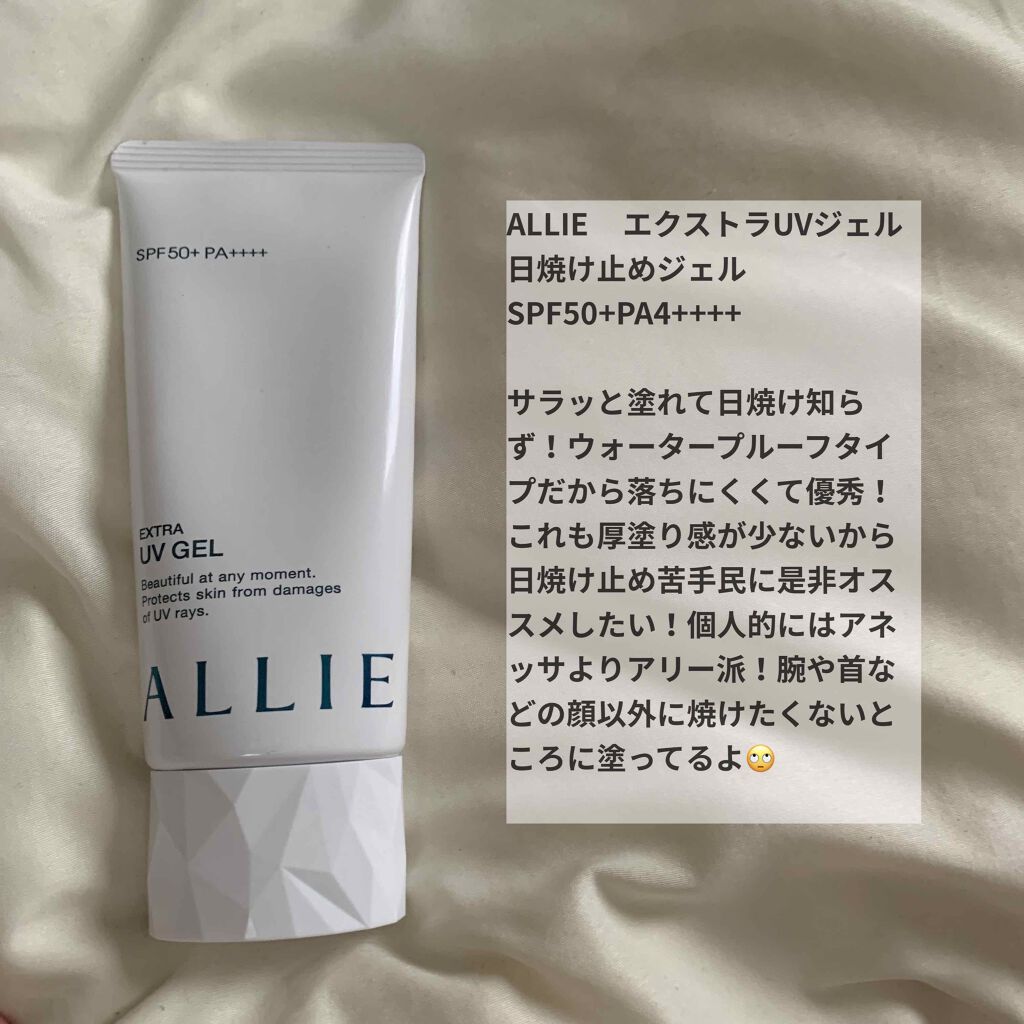 SPF50+ PA++++
EXTRA
UV GEL
Beautiful at any moment.
Protects skin from damages
of UV rays.
ALLIE
ALLIE　エクストラUVジェル
日焼け止めジェル
SPF50+PA4++++
サラッと塗れて日焼け知ら
ず！ウォータープルーフタイ
プだから落ちにくくて優秀！
これも厚塗り感が少ないから
日焼け止め苦手民に是非オス
スメしたい！個人的にはアネ
ッサよりアリー派！腕や首な
どの顔以外に焼けたくないと
ころに塗ってるよ🙄